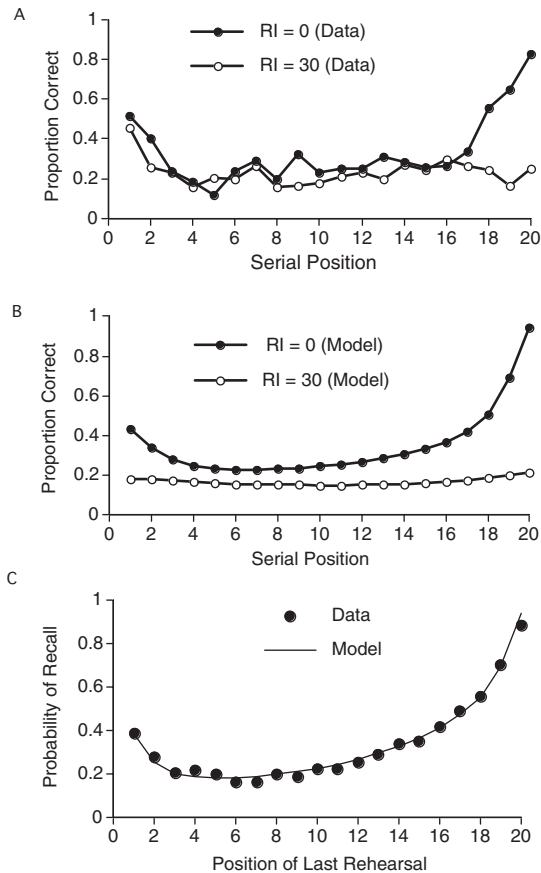 A
1
0.8
0.6
0.4
0.2
0
Proportion Correct
RI = 0 (Data)
RI = 30 (Data)
0 2 4 6 8 10 12 14 16 18 20
Serial Position
B
1
0.8
0.6
0.4
0.2
0
Proportion Correct
RI = 0 (Model)
RI = 30 (Model)
0 2 4 6 8 10 12 14 16 18 20
Serial Position
C
1
0.8
0.6
0.4
0.2
0
Probability of Recall
Data
Model
0 2 4 6 8 10 12 14 16 18 20
Position of Last Rehearsal